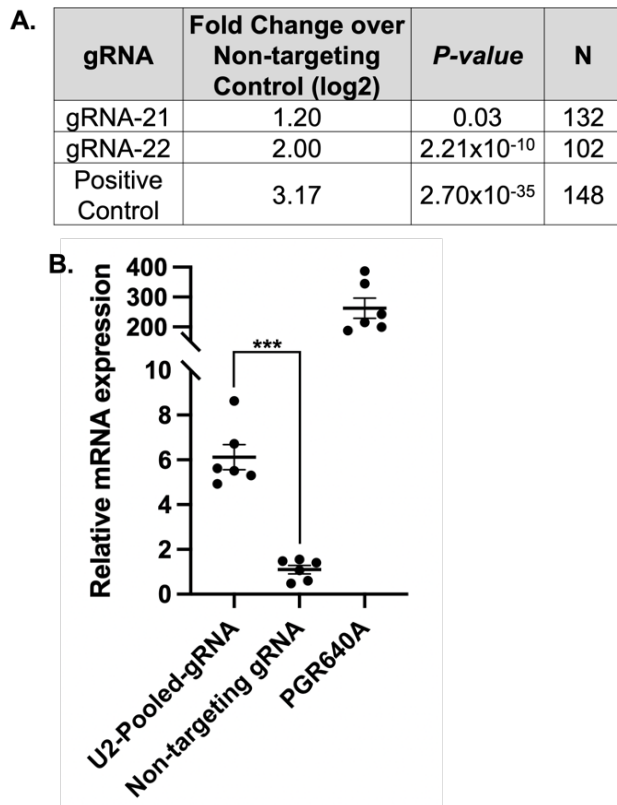 A.
gRNA
Fold Change over
Non-targeting
Control (log2)
P-value
N
gRNA-21 1.20 0.03 132
gRNA-22 2.00 2.21x10⁻¹⁰ 102
Positive
Control
3.17 2.70x10⁻³⁵ 148
B.
Relative mRNA expression
400
300
200
10
8
6
4
2
0
***
U2-Pooled-gRNA
Non-targeting gRNA
PGR640A